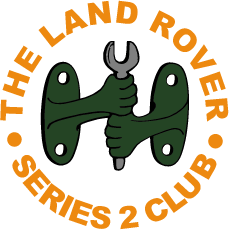 THE LAND ROVER
SERIES 2 CLUB